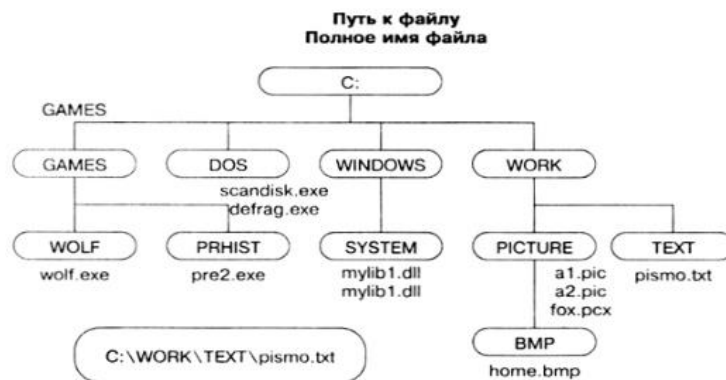 Путь к файлу
Полное имя файла
C:
GAMES
GAMES
DOS
WINDOWS
WORK
scandisk.exe
defrag.exe
WOLF
PRHIST
SYSTEM
PICTURE
TEXT
wolf.exe
pre2.exe
mylib1.dll
mylib1.dll
a1.pic
a2.pic
fox.pcx
pismo.txt
C:\WORK\TEXT\pismo.txt
BMP
home.bmp